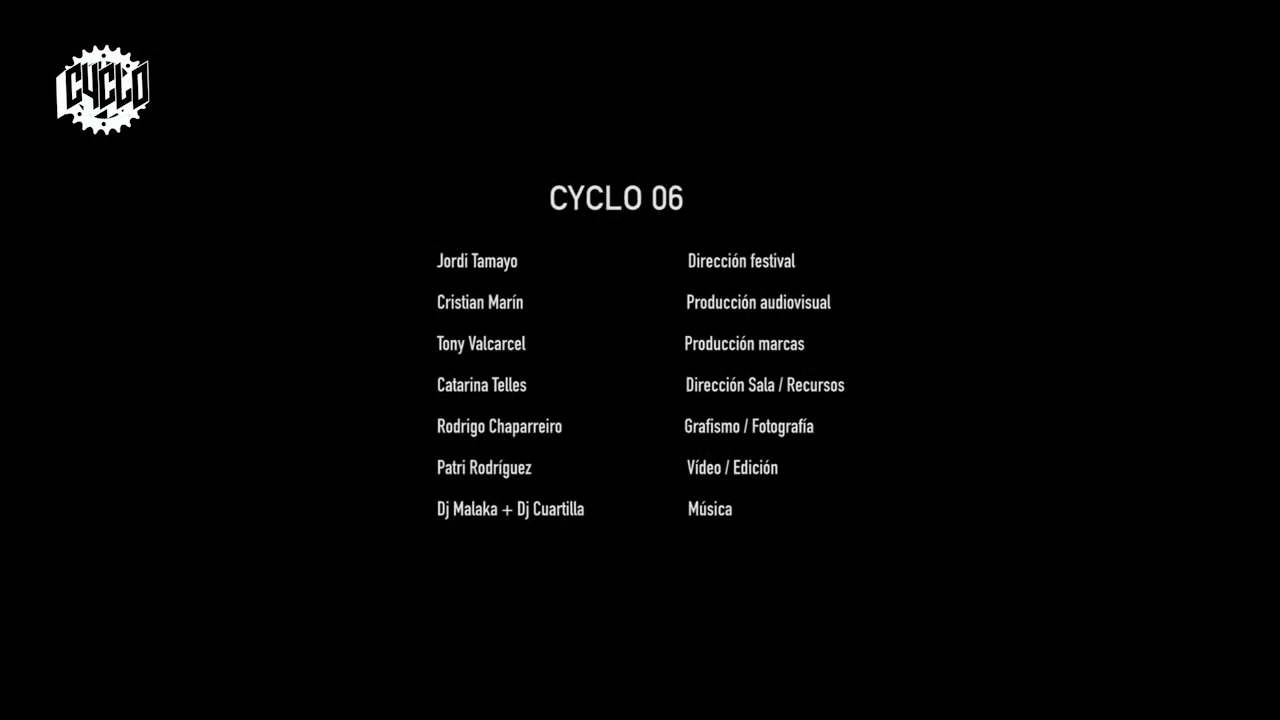 CYCLO
CYCLO 06
Jordi Tamayo Dirección festival
Cristian Marín Producción audiovisual
Tony Valcarcel Producción marcas
Catarina Telles Dirección Sala / Recursos
Rodrigo Chaparreiro Grafismo / Fotografía
Patri Rodríguez Vídeo / Edición
Dj Malaka + Dj Cuartilla Música